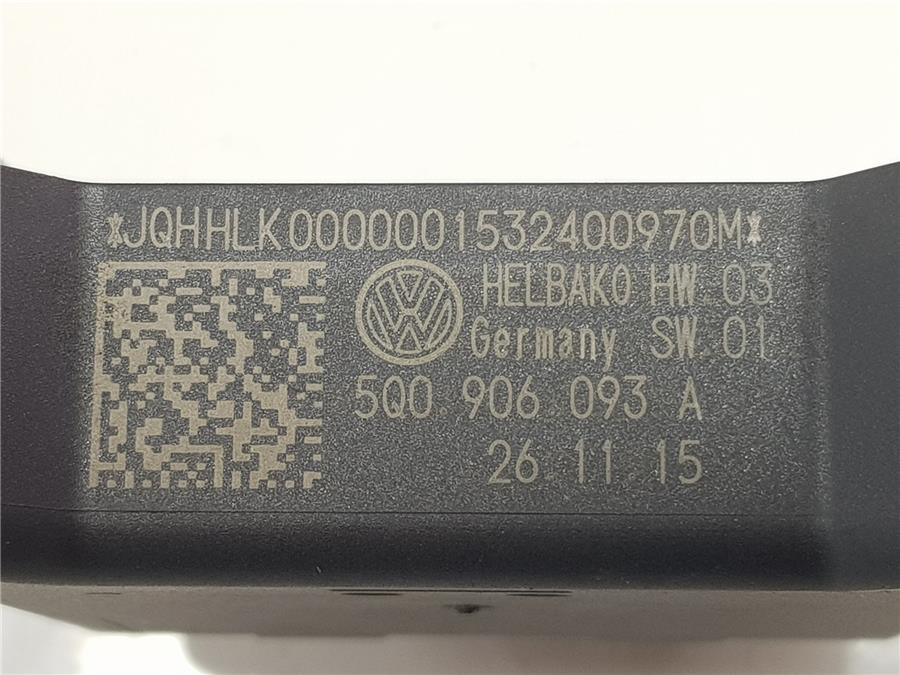 *JQHHLK0000001532400970M*
HELBAKO HW 03
Germany SW 01
5Q0 906 093 A
26 11 15